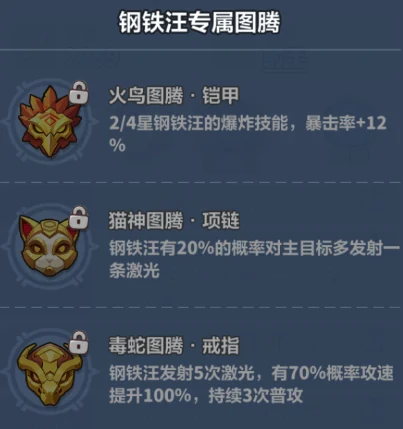 钢铁汪专属图腾
火鸟图腾·铠甲
2/4星钢铁汪的爆炸技能，暴击率+12
%
猫神图腾·项链
钢铁汪有20%的概率对主目标多发射一
条激光
毒蛇图腾·戒指
钢铁汪发射5次激光，有70%概率攻速
提升100%，持续3次普攻